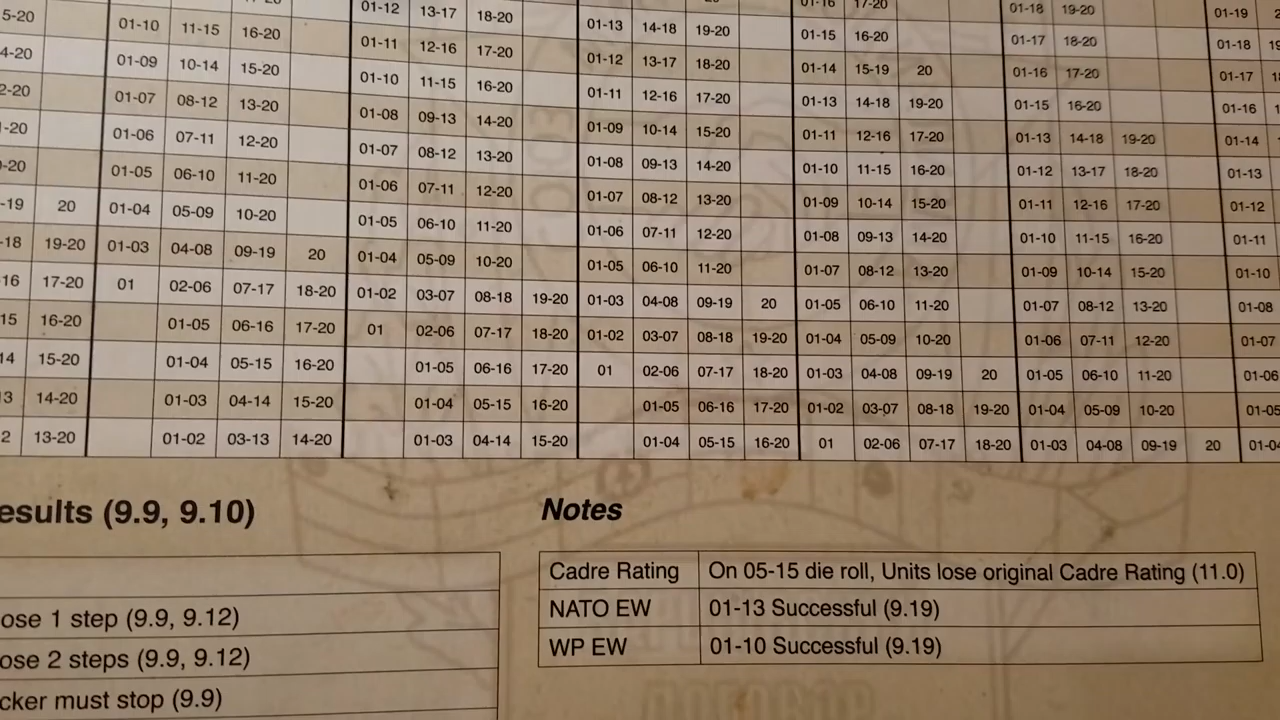 01-12 13-17 18-20 01-13 14-18 19-20 01-15 16-20 01-17 18-20 01-18
01-16 17-20 01-18 19-20 01-19
5-20 01-10 11-15 16-20 01-11 12-16 17-20 01-12 13-17 18-20 01-14 15-19 20 01-16 17-20 01-17
4-20 01-09 10-14 15-20 01-10 11-15 16-20 01-11 12-16 17-20 01-13 14-18 19-20 01-15 16-20 01-16
2-20 01-07 08-12 13-20 01-08 09-13 14-20 01-09 10-14 15-20 01-11 12-16 17-20 01-13 14-18 19-20 01-14
-20 01-06 07-11 12-20 01-07 08-12 13-20 01-08 09-13 14-20 01-10 11-15 16-20 01-12 13-17 18-20 01-13
-20 01-05 06-10 11-20 01-06 07-11 12-20 01-07 08-12 13-20 01-09 10-14 15-20 01-11 12-16 17-20 01-12
-19 20 01-04 05-09 10-20 01-05 06-10 11-20 01-06 07-11 12-20 01-08 09-13 14-20 01-10 11-15 16-20 01-11
-18 19-20 01-03 04-08 09-19 20 01-04 05-09 10-20 01-05 06-10 11-20 01-07 08-12 13-20 01-09 10-14 15-20 01-10
-16 17-20 01 02-06 07-17 18-20 01-02 03-07 08-18 19-20 01-03 04-08 09-19 20 01-05 06-10 11-20 01-07 08-12 13-20 01-08
15 16-20 01-05 06-16 17-20 01 02-06 07-17 18-20 01-02 03-07 08-18 19-20 01-04 05-09 10-20 01-06 07-11 12-20 01-07
14 15-20 01-04 05-15 16-20 01-05 06-16 17-20 01 02-06 07-17 18-20 01-03 04-08 09-19 20 01-05 06-10 11-20 01-06
3 14-20 01-03 04-14 15-20 01-04 05-15 16-20 01-05 06-16 17-20 01-02 03-07 08-18 19-20 01-04 05-09 10-20 01-05
2 13-20 01-02 03-13 14-20 01-03 04-14 15-20 01-04 05-15 16-20 01 02-06 07-17 18-20 01-03 04-08 09-19 20 01-04
esults (9.9, 9.10)
ose 1 step (9.9, 9.12)
ose 2 steps (9.9, 9.12)
cker must stop (9.9)
Notes
Cadre Rating On 05-15 die roll, Units lose original Cadre Rating (11.0)
NATO EW 01-13 Successful (9.19)
WP EW 01-10 Successful (9.19)